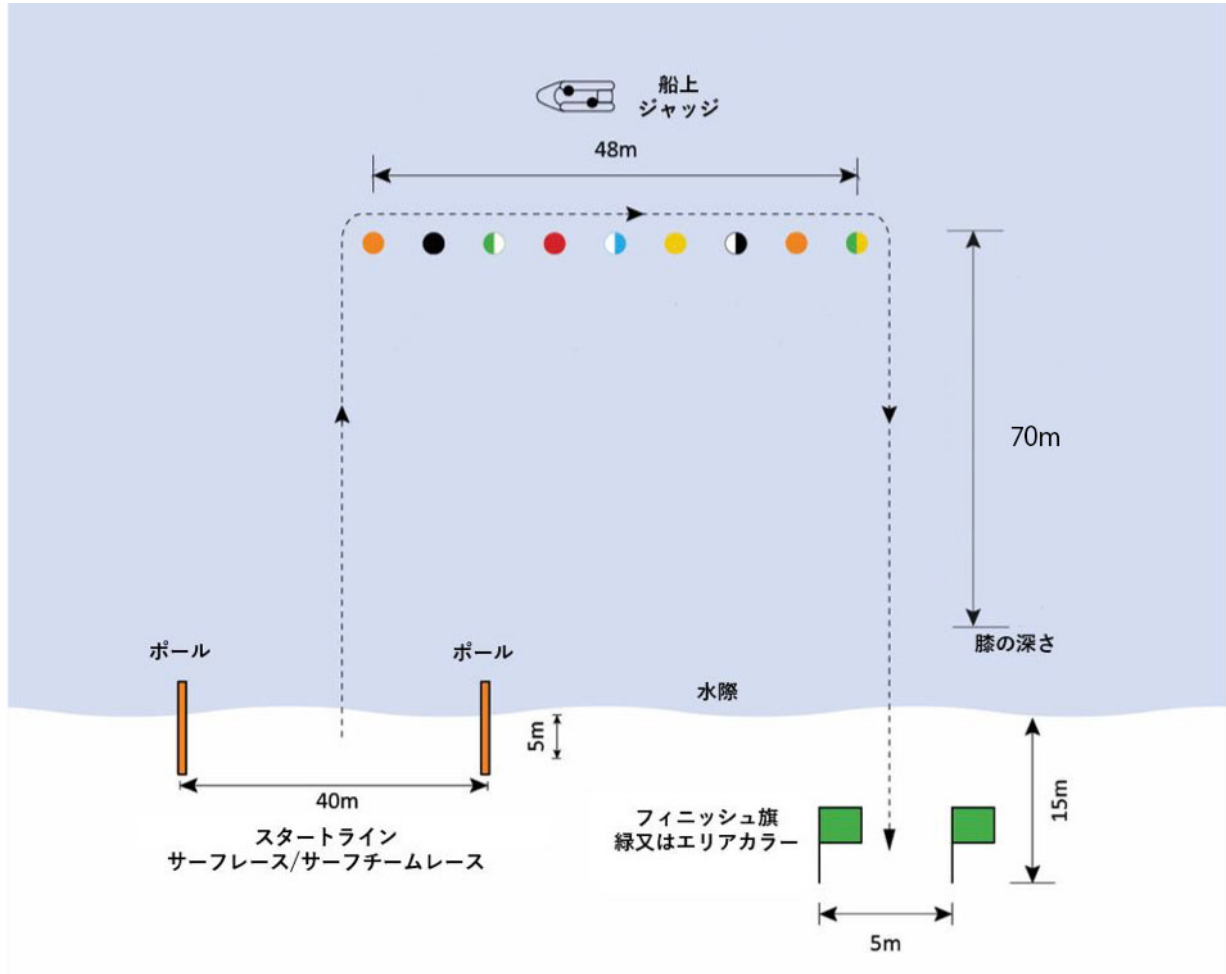 船上
ジャッジ
48m
70m
ポール
ポール
膝の深さ
水際
5m
40m
15m
スタートライン
サーフレース/サーフチームレース
フィニッシュ旗
緑又はエリアカラー
5m